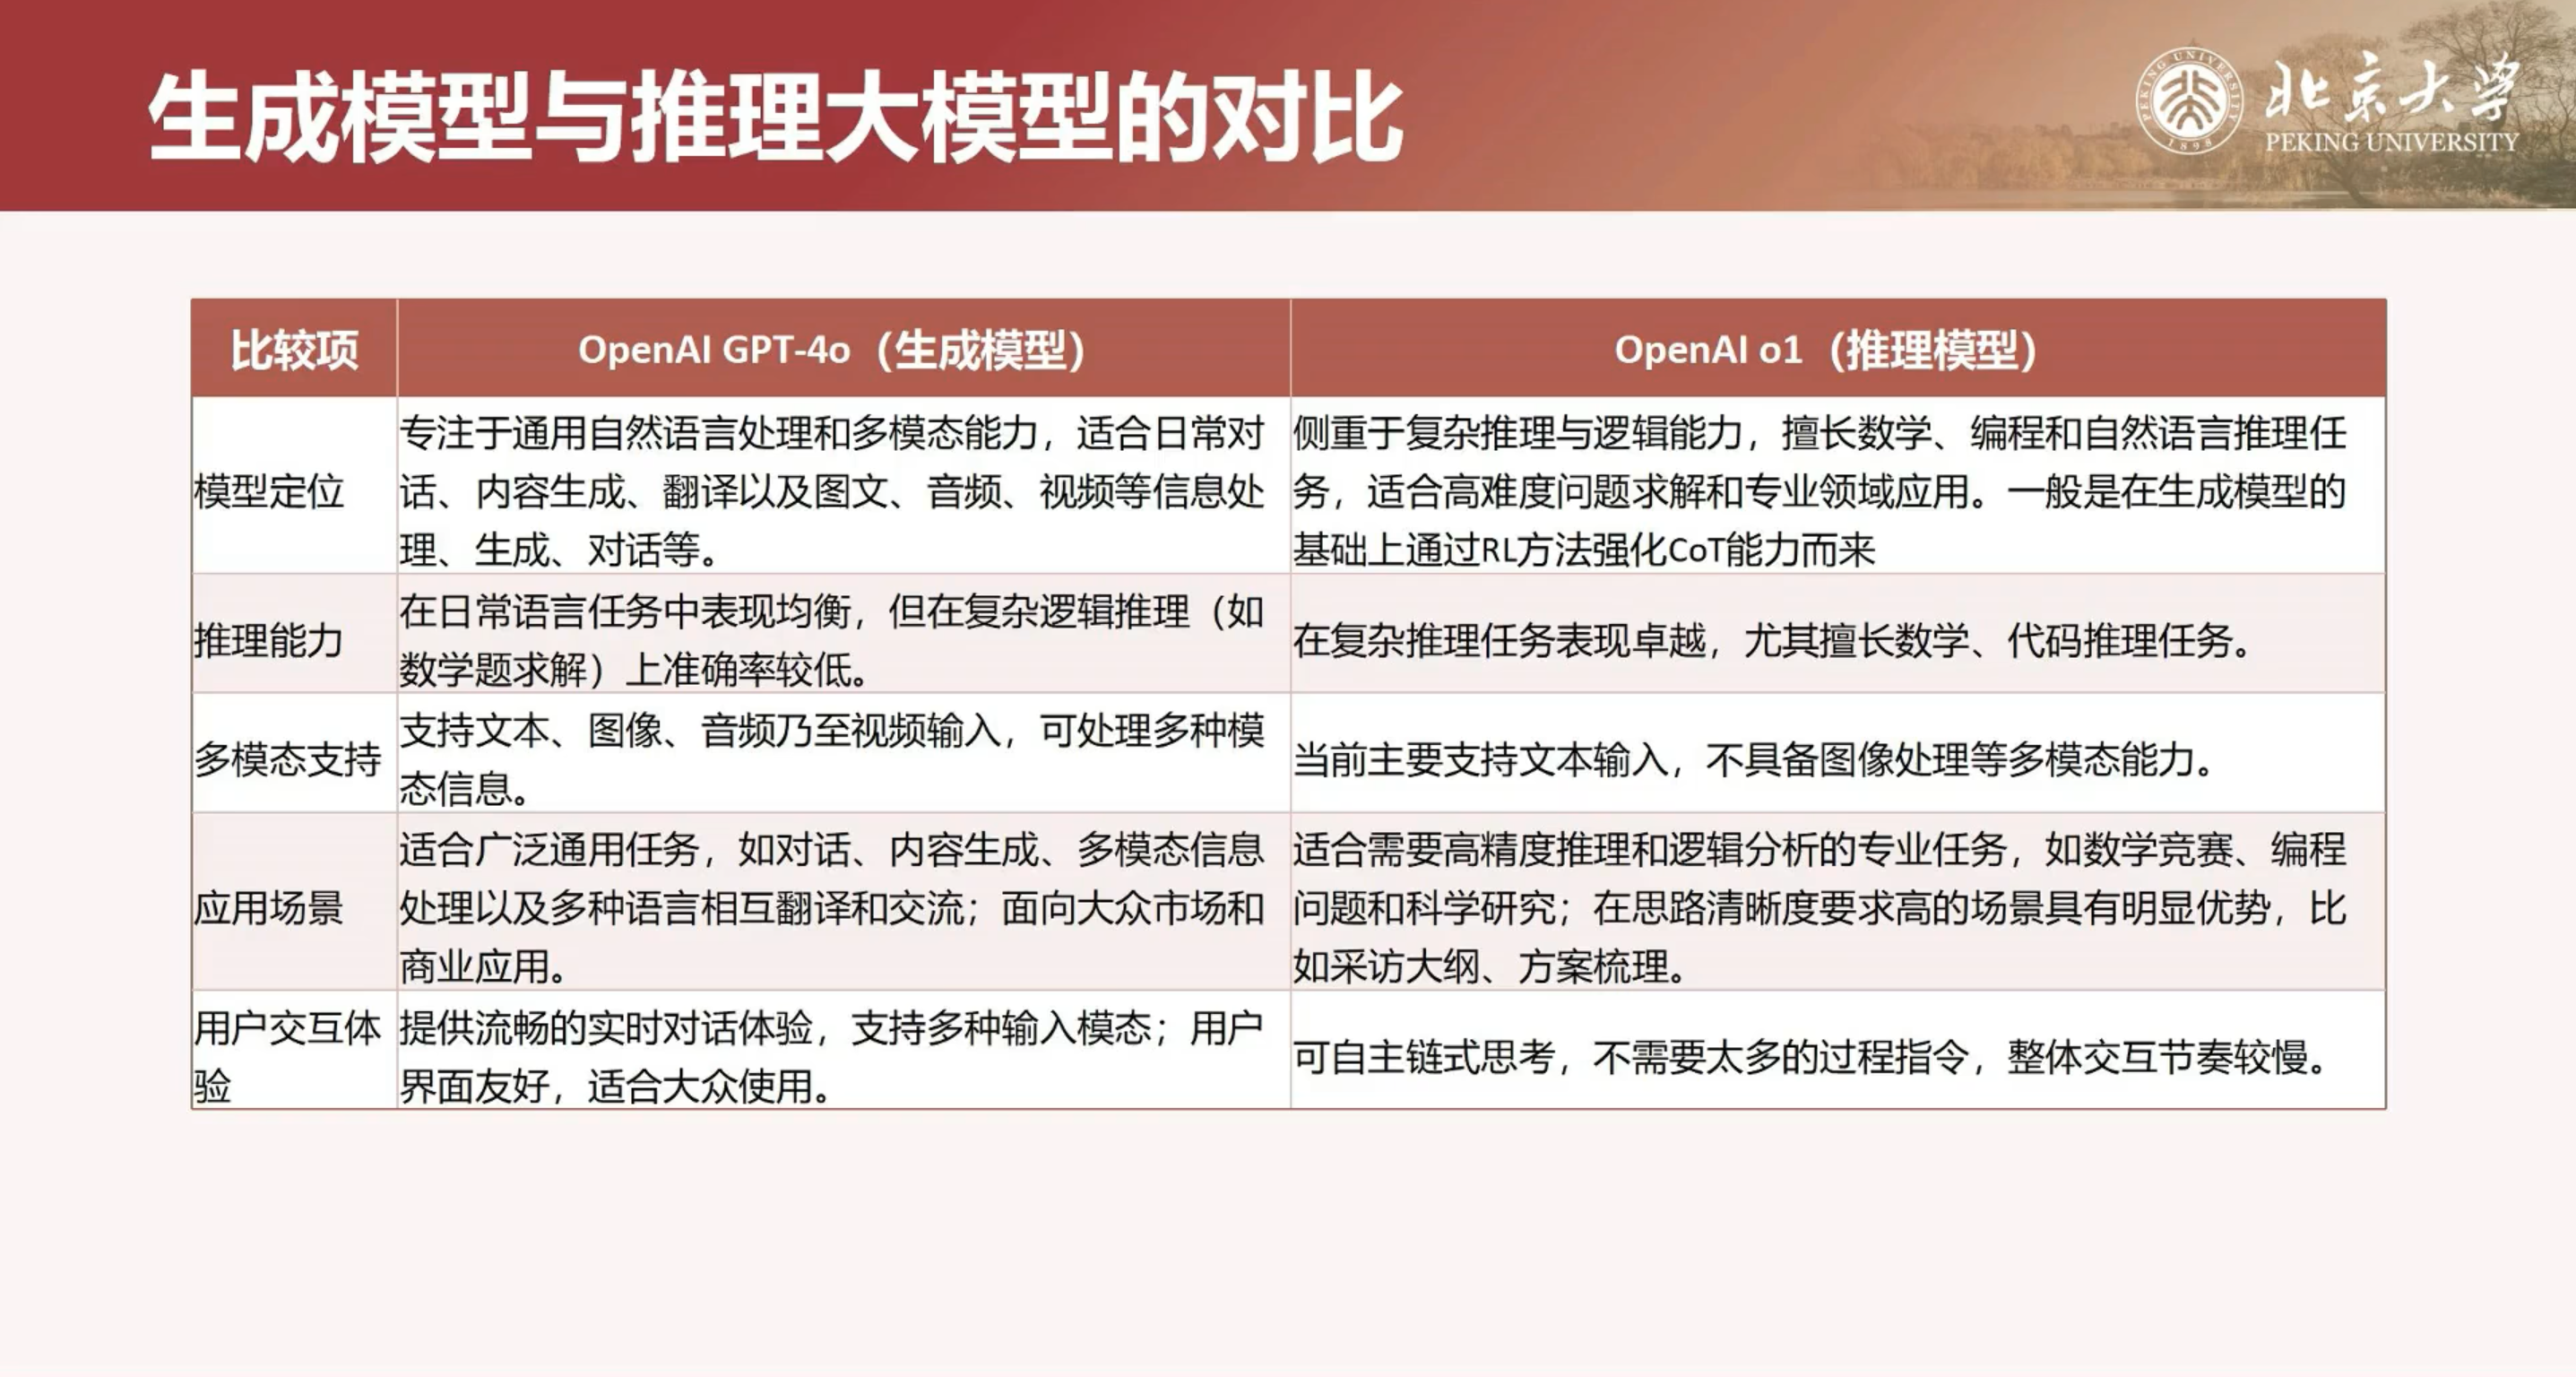 生成模型与推理大模型的对比
PEKING UNIVERSITY
1898
北京大学
PEKING UNIVERSITY
比较项
OpenAI GPT-4o（生成模型）
OpenAI o1（推理模型）
模型定位
专注于通用自然语言处理和多模态能力，适合日常对
话、内容生成、翻译以及图文、音频、视频等信息处
理、生成、对话等。
侧重于复杂推理与逻辑能力，擅长数学、编程和自然语言推理任
务，适合高难度问题求解和专业领域应用。一般是在生成模型的
基础上通过RL方法强化CoT能力而来
推理能力
在日常语言任务中表现均衡，但在复杂逻辑推理（如
数学题求解）上准确率较低。
在复杂推理任务表现卓越，尤其擅长数学、代码推理任务。
多模态支持
支持文本、图像、音频乃至视频输入，可处理多种模
态信息。
当前主要支持文本输入，不具备图像处理等多模态能力。
应用场景
适合广泛通用任务，如对话、内容生成、多模态信息
处理以及多种语言相互翻译和交流；面向大众市场和
商业应用。
适合需要高精度推理和逻辑分析的专业任务，如数学竞赛、编程
问题和科学研究；在思路清晰度要求高的场景具有明显优势，比
如采访大纲、方案梳理。
用户交互体
验
提供流畅的实时对话体验，支持多种输入模态；用户
界面友好，适合大众使用。
可自主链式思考，不需要太多的过程指令，整体交互节奏较慢。